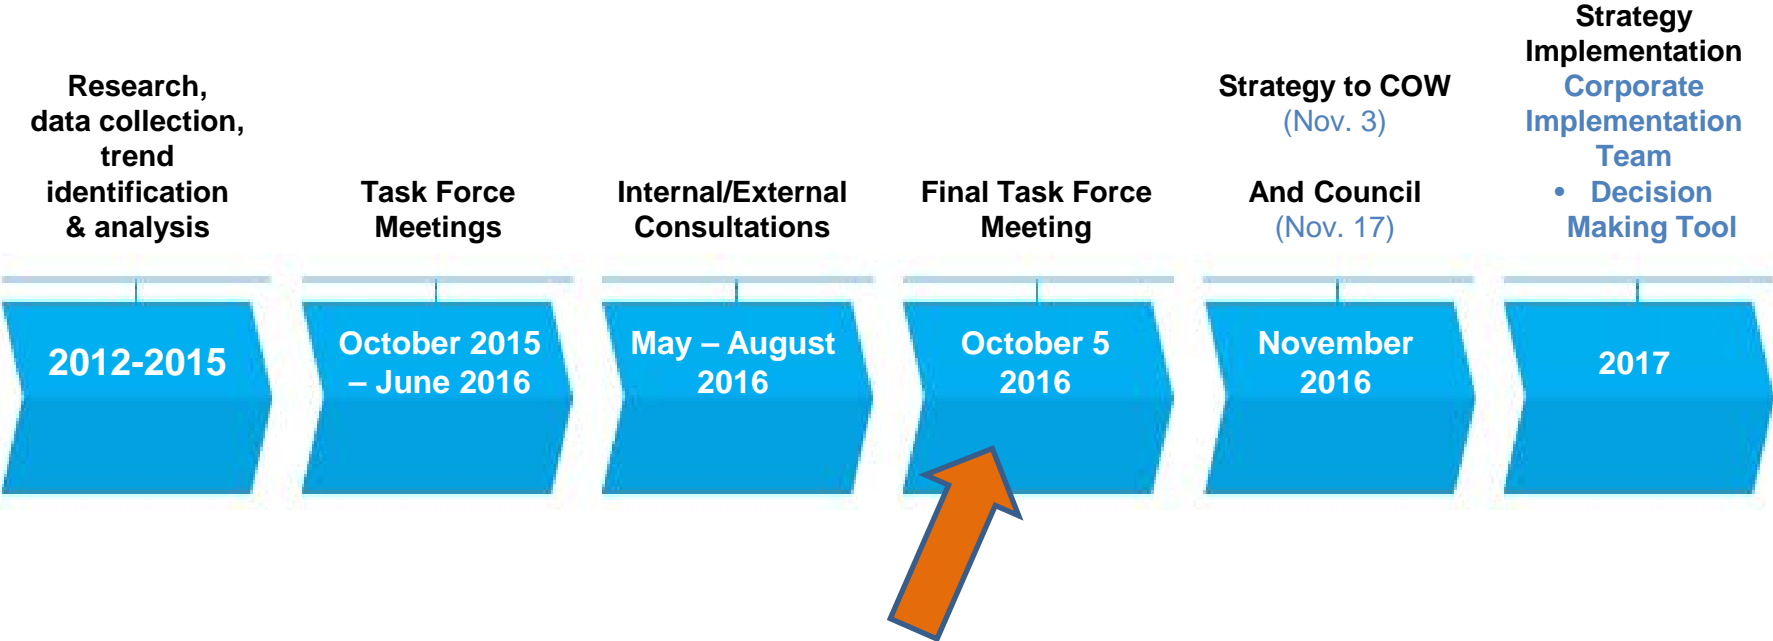 Research,
data collection,
trend
identification
& analysis
2012-2015
Task Force
Meetings
October 2015
– June 2016
Internal/External
Consultations
May – August
2016
Final Task Force
Meeting
October 5
2016
Strategy to COW
(Nov. 3)
And Council
(Nov. 17)
November
2016
Strategy
Implementation
Corporate
Implementation
Team
• Decision
Making Tool
2017